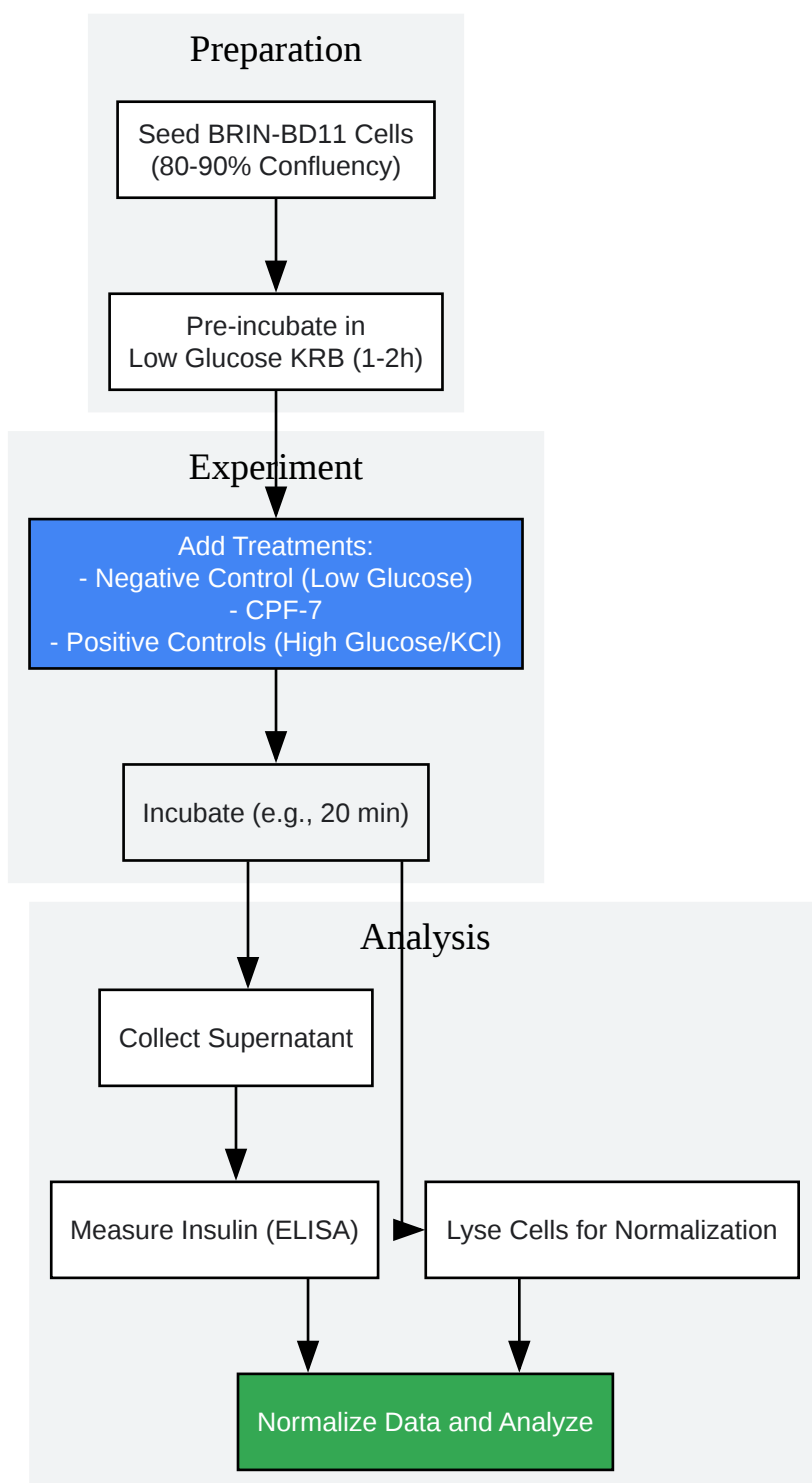 Preparation
Seed BRIN-BD11 Cells
(80-90% Confluency)
Pre-incubate in
Low Glucose KRB (1-2h)
Experiment
Add Treatments:
- Negative Control (Low Glucose)
- CPF-7
- Positive Controls (High Glucose/KCl)
Incubate (e.g., 20 min)
Analysis
Collect Supernatant
Measure Insulin (ELISA)
Lyse Cells for Normalization
Normalize Data and Analyze